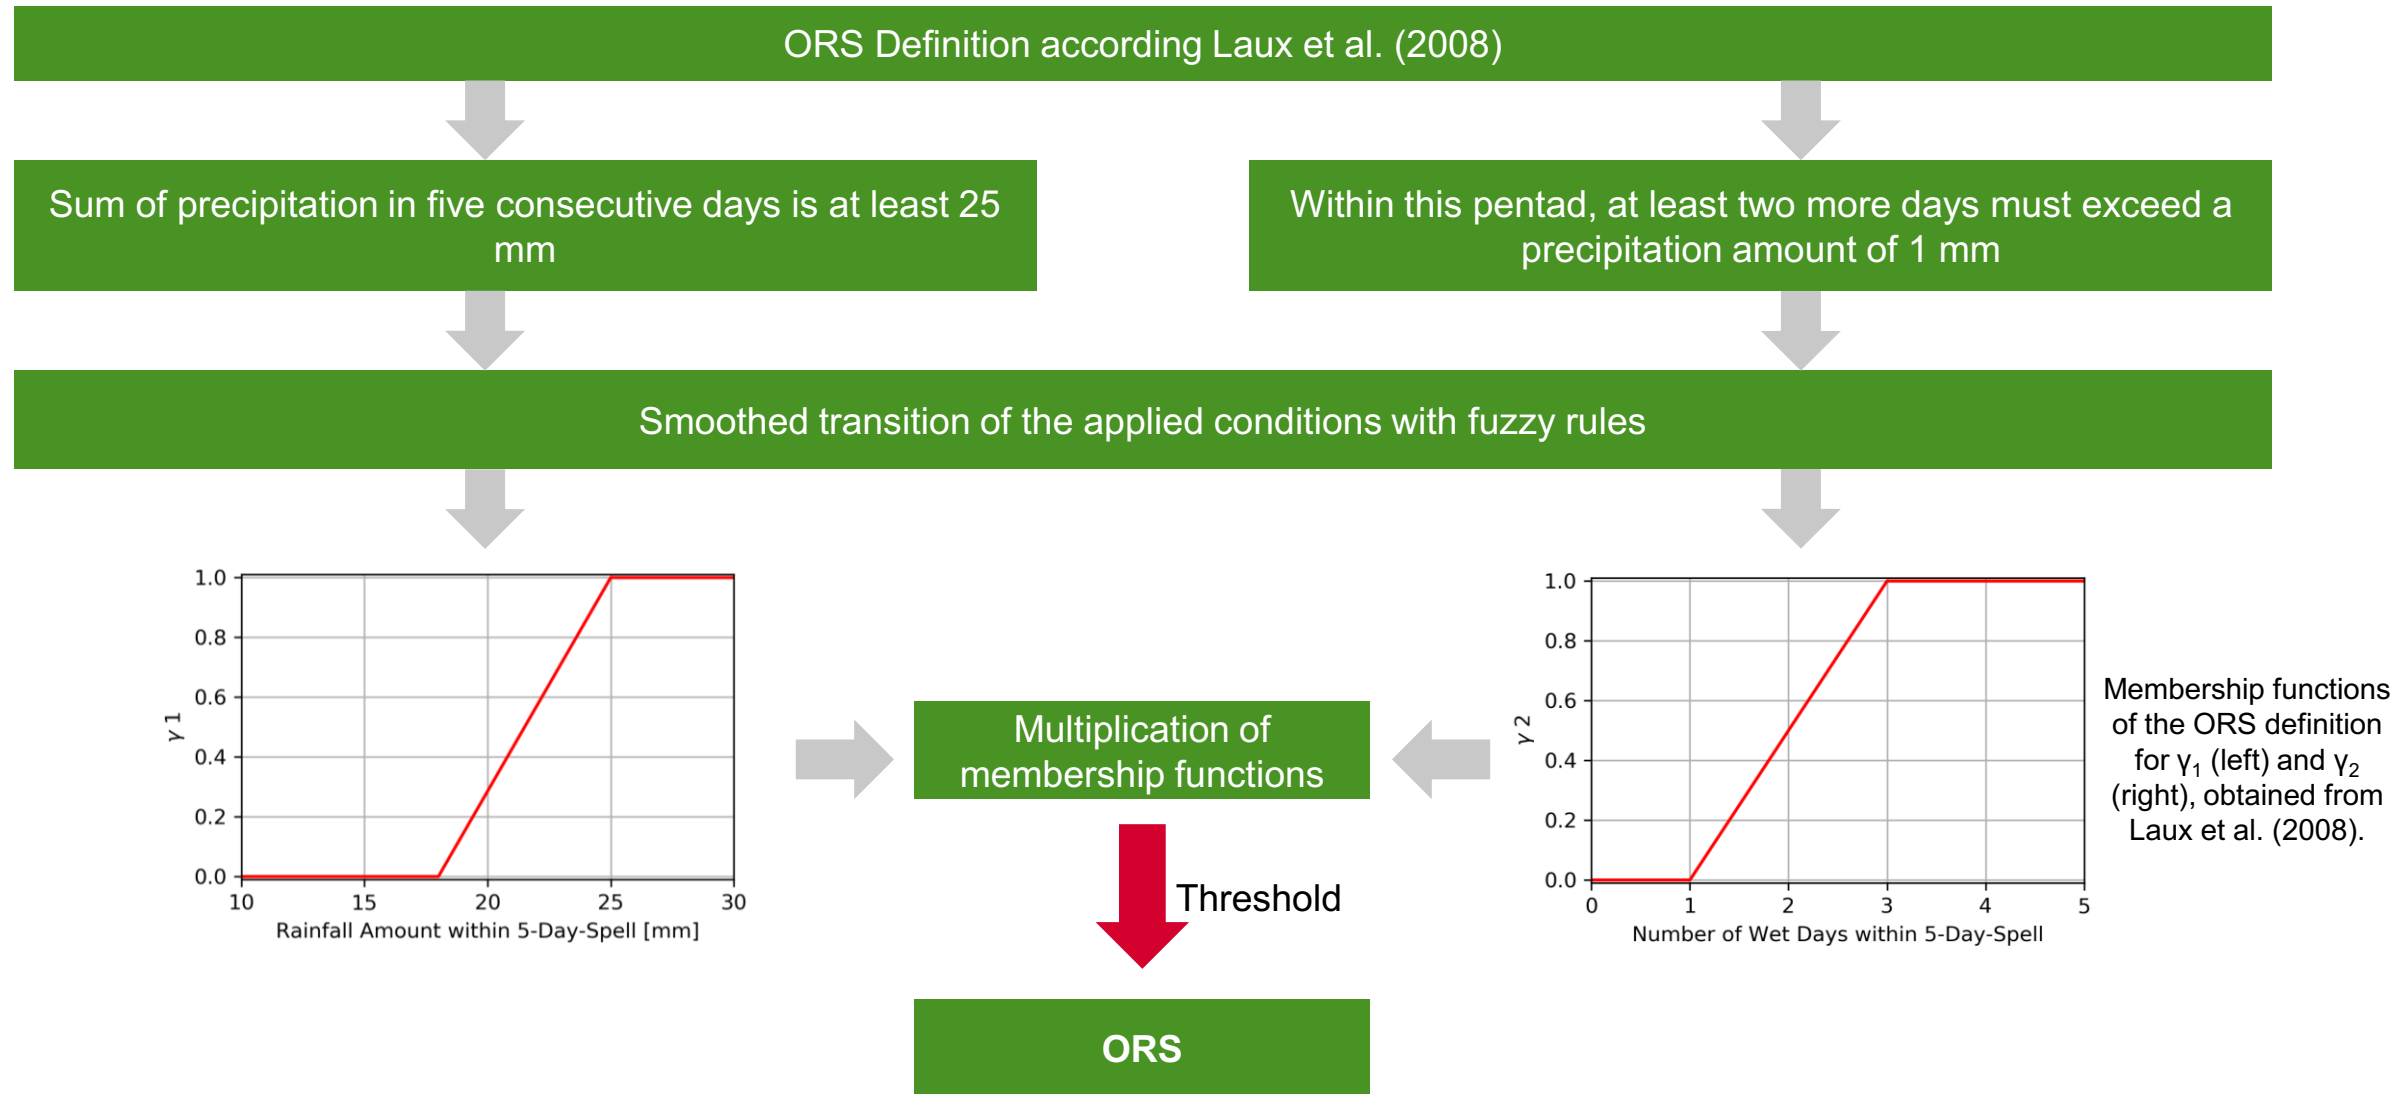 ORS Definition according Laux et al. (2008)
Sum of precipitation in five consecutive days is at least 25
mm
Within this pentad, at least two more days must exceed a
precipitation amount of 1 mm
Smoothed transition of the applied conditions with fuzzy rules
1.0
0.8
0.6
0.4
0.2
0.0
γ 1
10 15 20 25 30
Rainfall Amount within 5-Day-Spell [mm]
Multiplication of
membership functions
Threshold
ORS
1.0
0.8
0.6
0.4
0.2
0.0
γ 2
0 1 2 3 4 5
Number of Wet Days within 5-Day-Spell
Membership functions
of the ORS definition
for γ₁ (left) and γ₂
(right), obtained from
Laux et al. (2008).